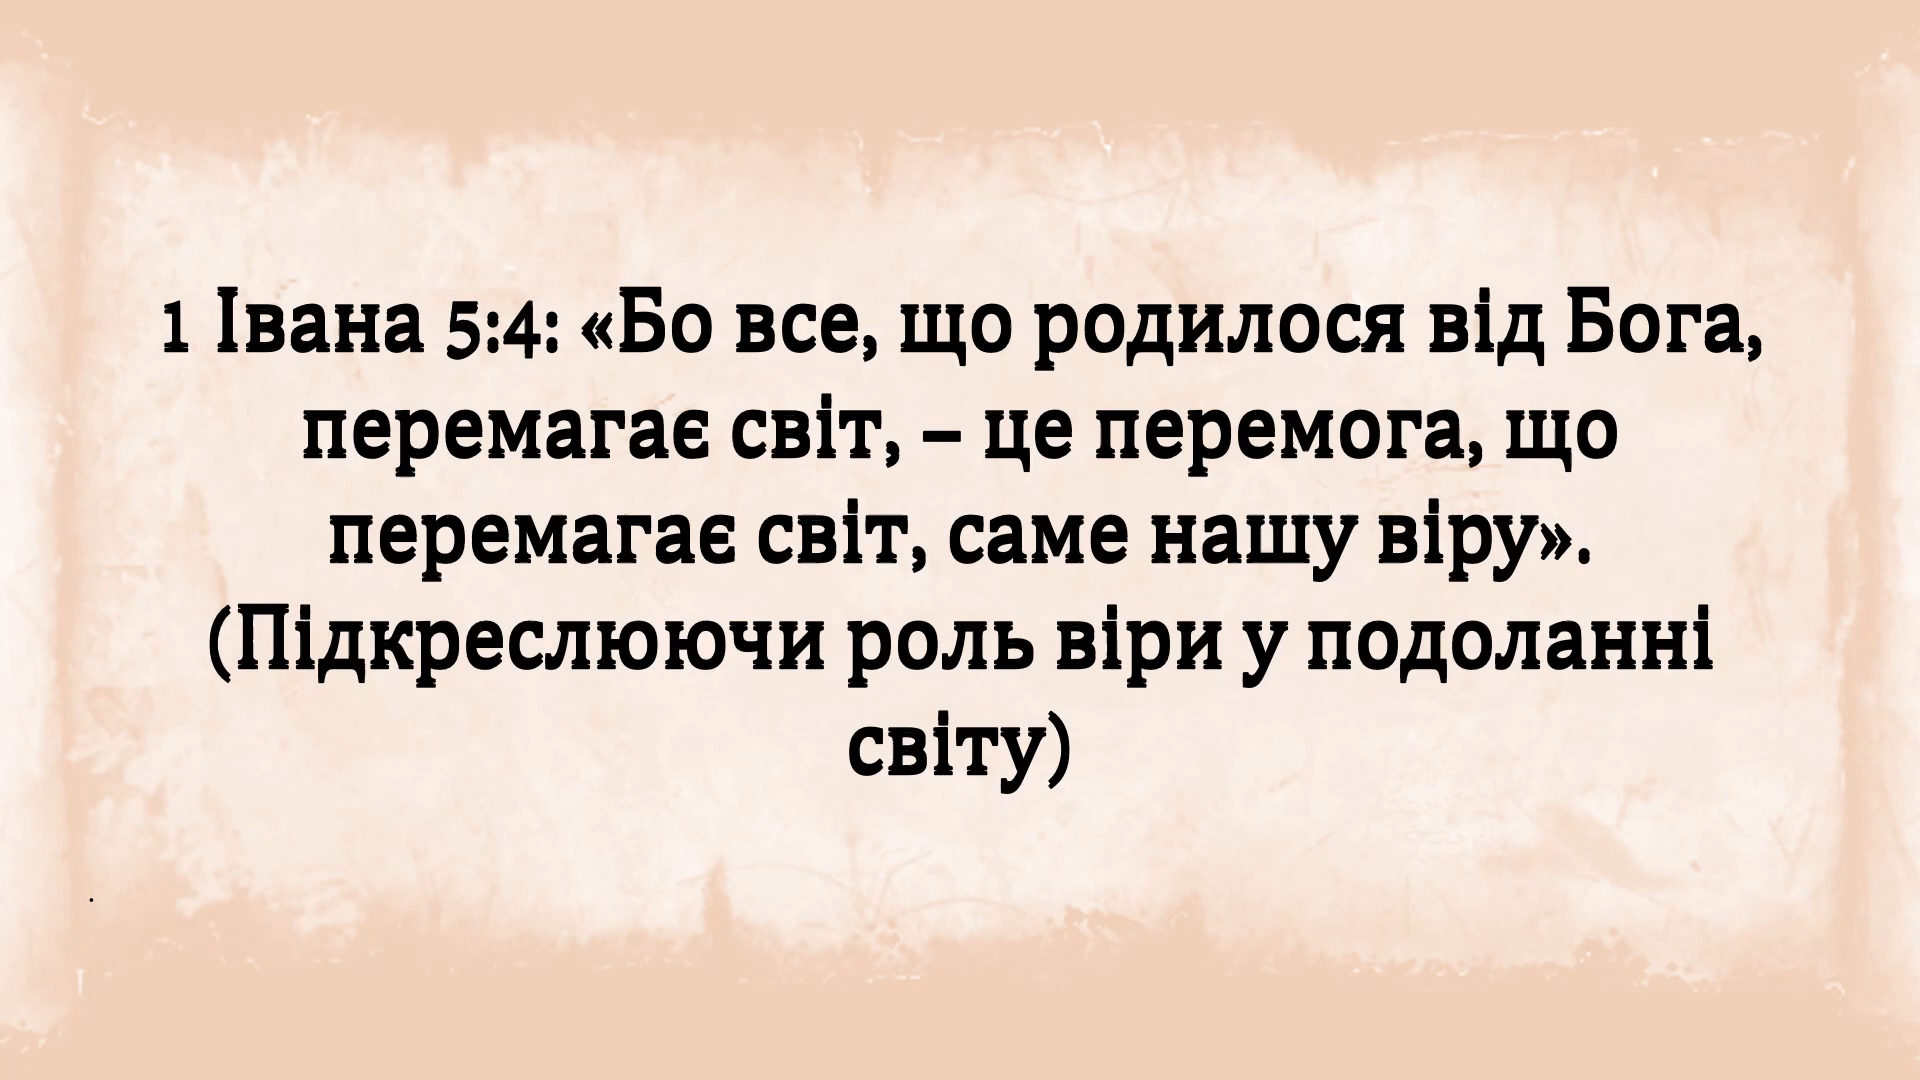 1 Івана 5:4: «Бо все, що родилося від Бога,
перемагає світ, – це перемога, що
перемагає світ, саме нашу віру».
(Підкреслюючи роль віри у подоланні
світу)
.